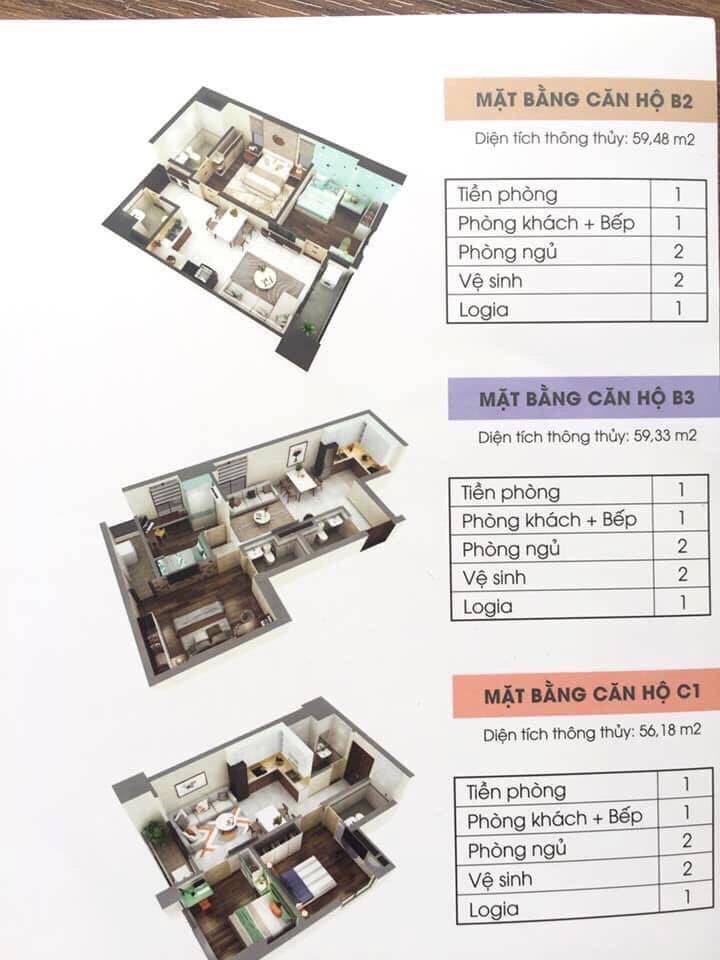 MẶT BẰNG CĂN HỘ B2
Diện tích thông thủy: 59,48 m2
Tiền phòng 1
Phòng khách + Bếp 1
Phòng ngủ 2
Vệ sinh 2
Logia 1
MẶT BẰNG CĂN HỘ B3
Diện tích thông thủy: 59,33 m2
Tiền phòng 1
Phòng khách + Bếp 1
Phòng ngủ 2
Vệ sinh 2
Logia 1
MẶT BẰNG CĂN HỘ C1
Diện tích thông thủy: 56,18 m2
Tiền phòng 1
Phòng khách + Bếp 1
Phòng ngủ 2
Vệ sinh 2
Logia 1